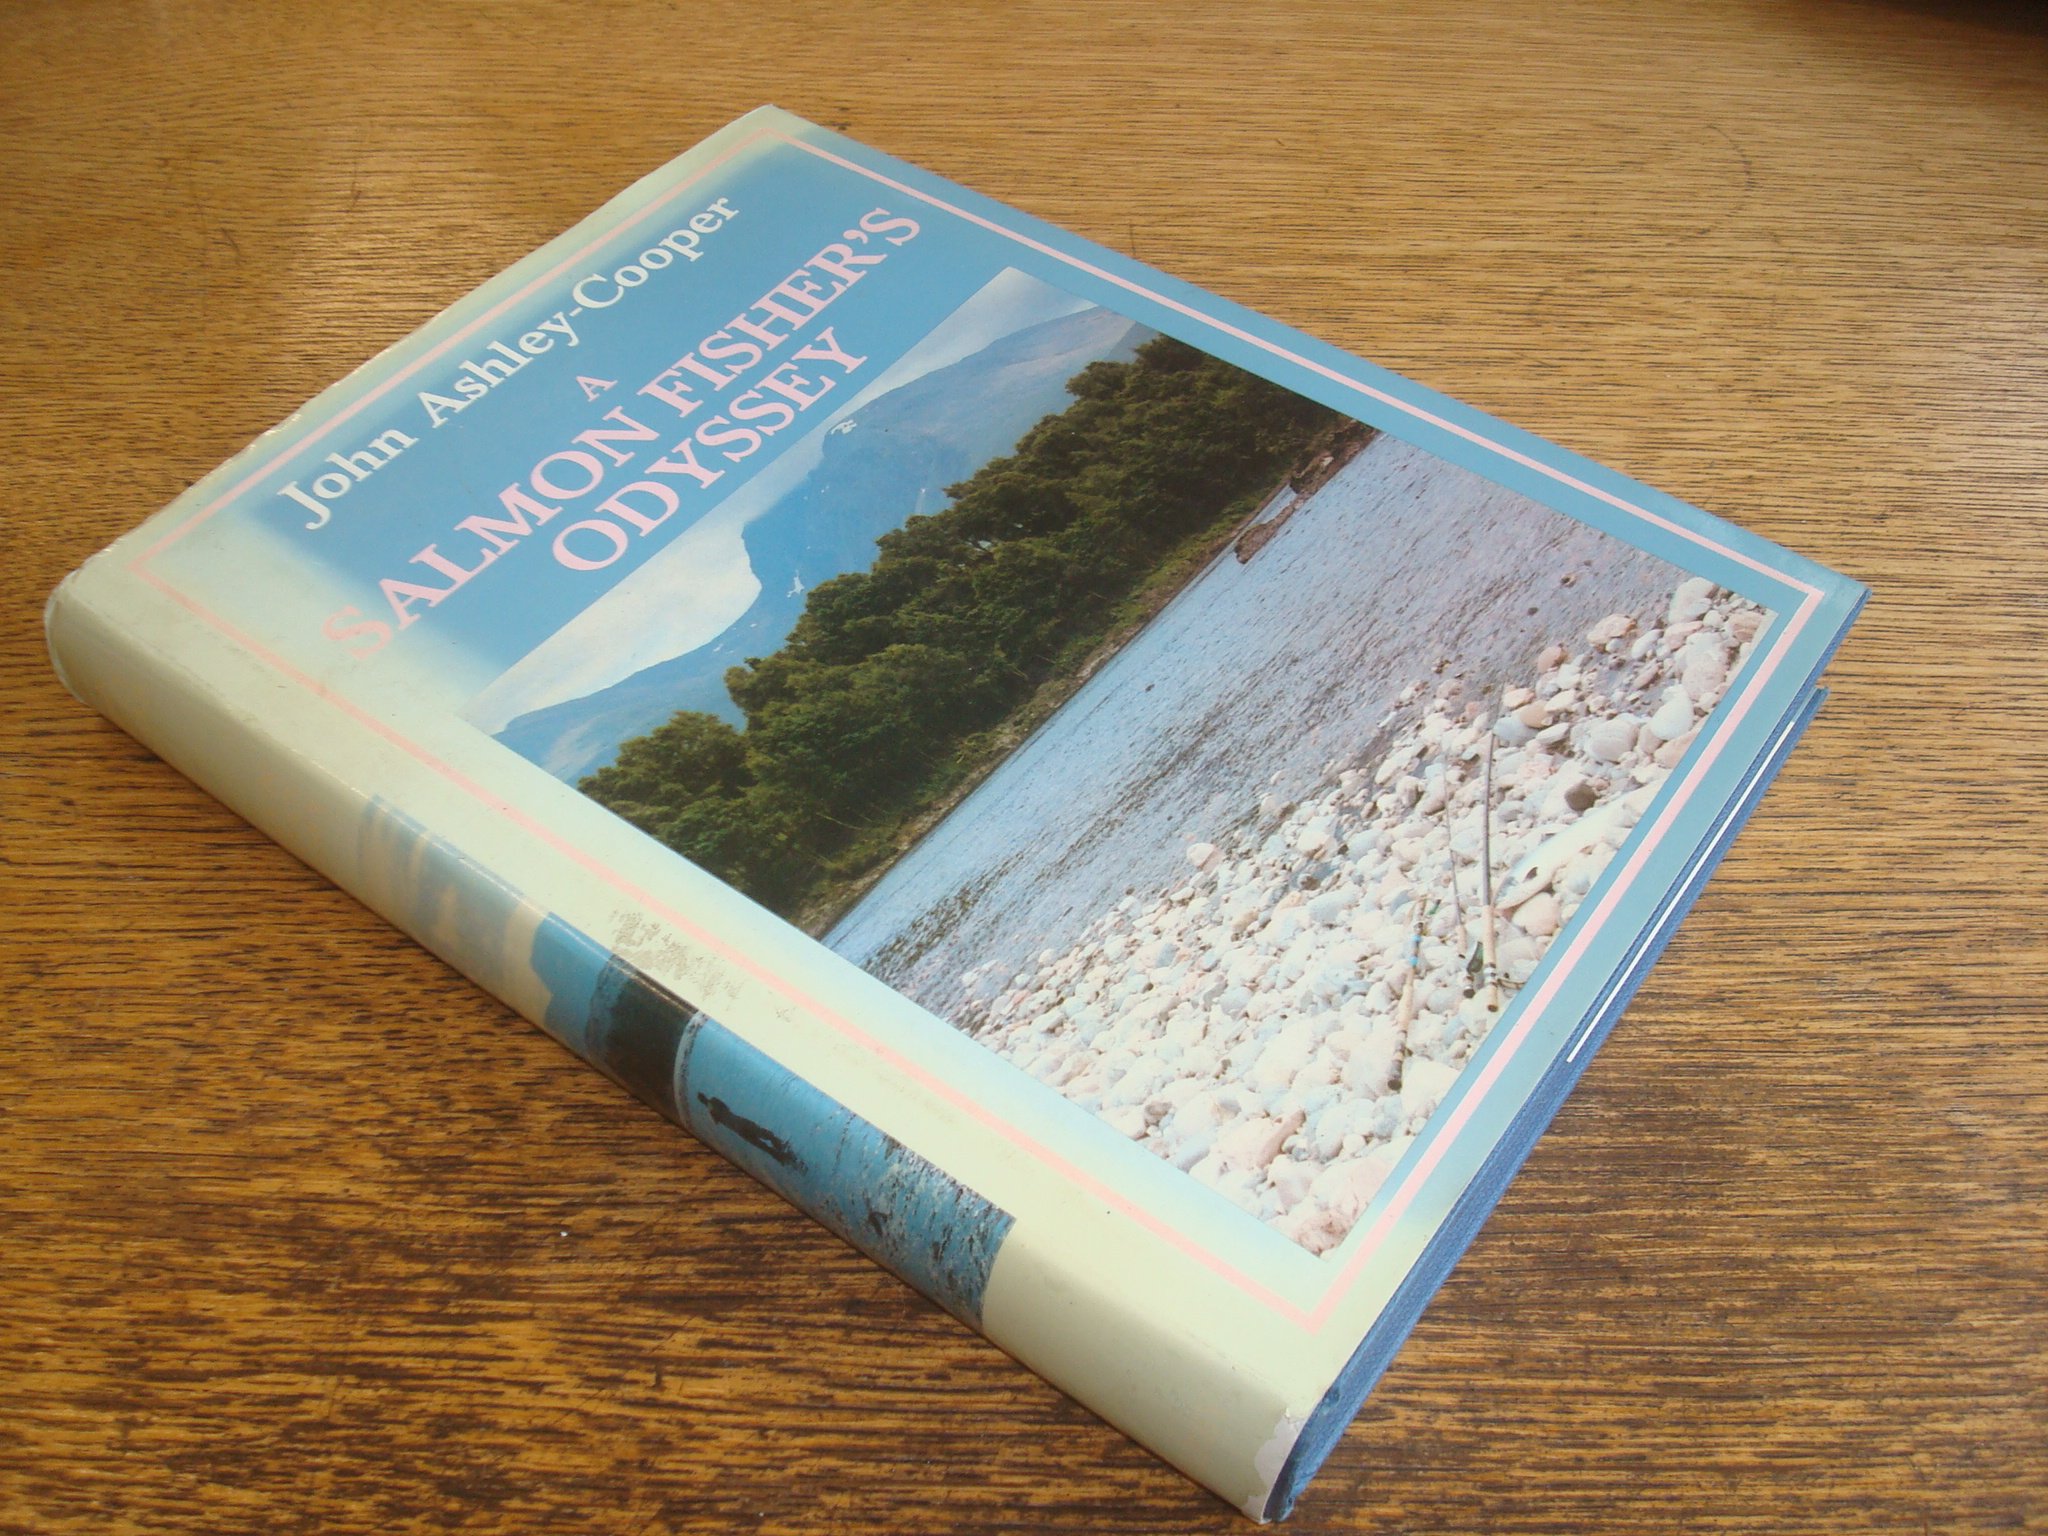 John Ashley-Cooper
A
SALMON FISHER'S
ODYSSEY